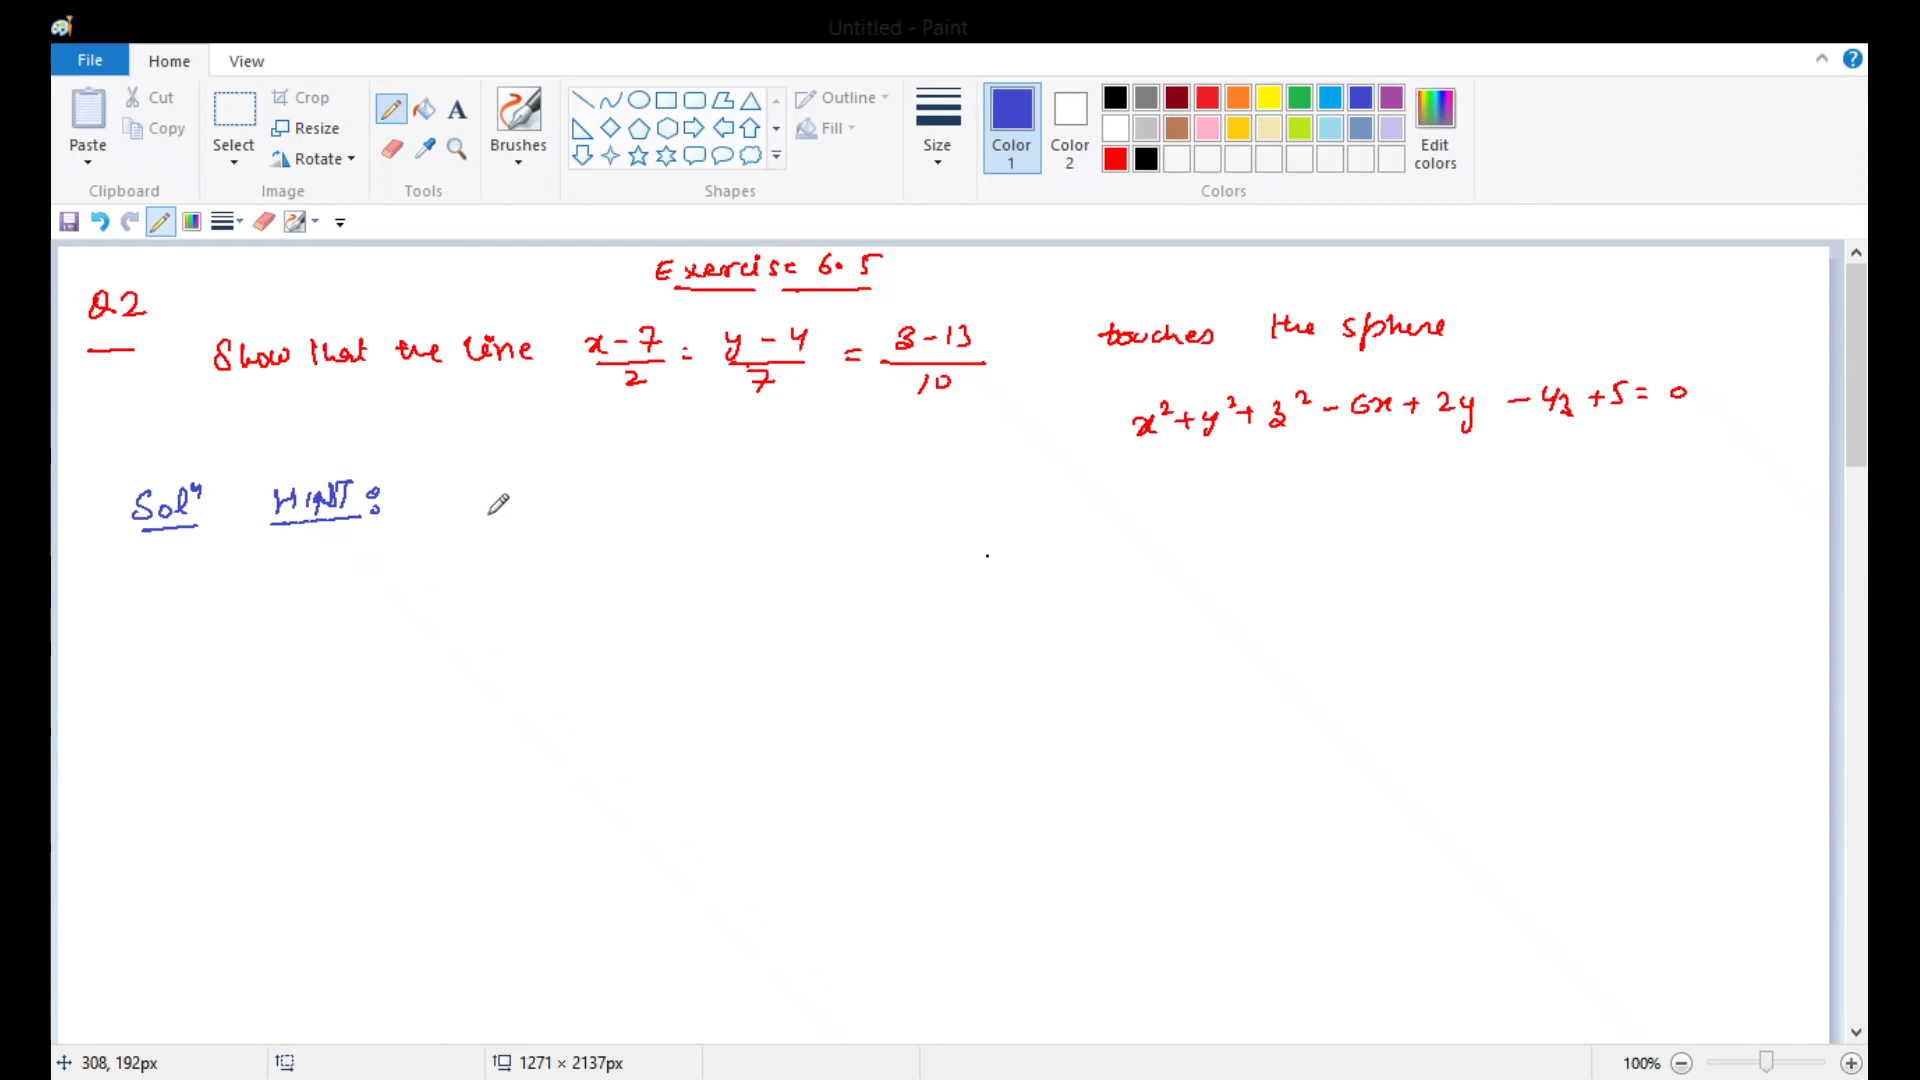 Untitled - Paint
File Home View
Cut Crop Outline
Copy Resize Fill
Paste Select Rotate Brushes Size Color 1 Color 2 Edit colors
Clipboard Image Tools Shapes Colors
Exercise 6.5
Q2
Show that the line x-7/2 = y-4/7 = z-13/10 touches the sphere
x²+y²+z²-6x+2y-4z+5=0
Solⁿ HINT:
308, 192px 1271 × 2137px 100%